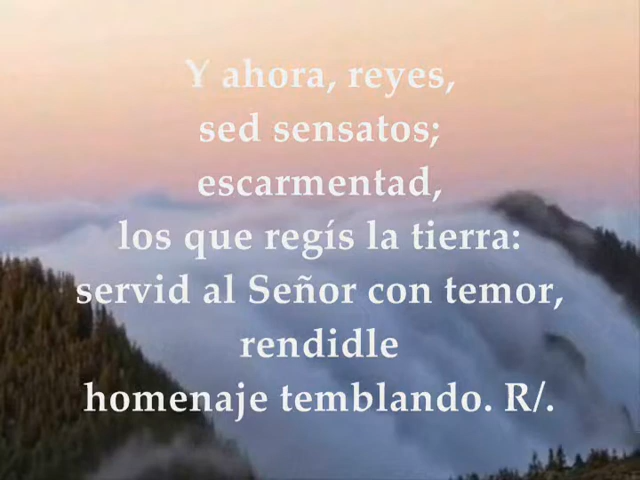 Y ahora, reyes,
sed sensatos;
escarmentad,
los que regís la tierra:
servid al Señor con temor,
rendidle
homenaje temblando. R/.